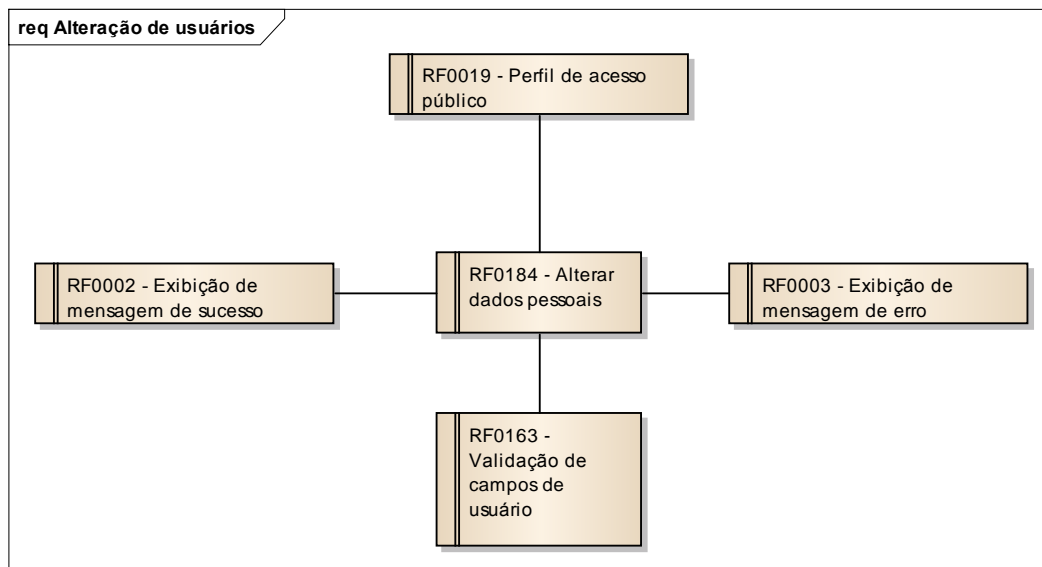 req Alteração de usuários
RF0019 - Perfil de acesso
público
RF0002 - Exibição de
mensagem de sucesso
RF0184 - Alterar
dados pessoais
RF0003 - Exibição de
mensagem de erro
RF0163 -
Validação de
campos de
usuário